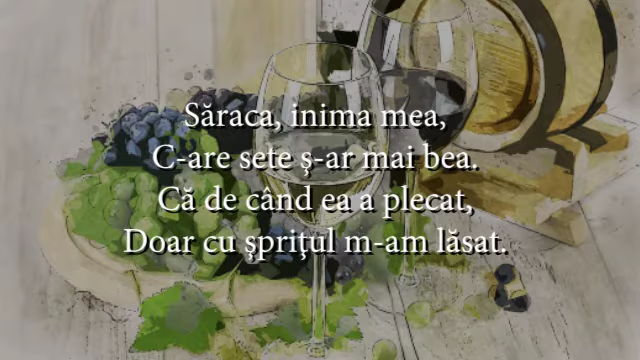 Săraca, inima mea,
C-are sete ş-ar mai bea.
Că de când ea a plecat,
Doar cu şpriţul m-am lăsat.